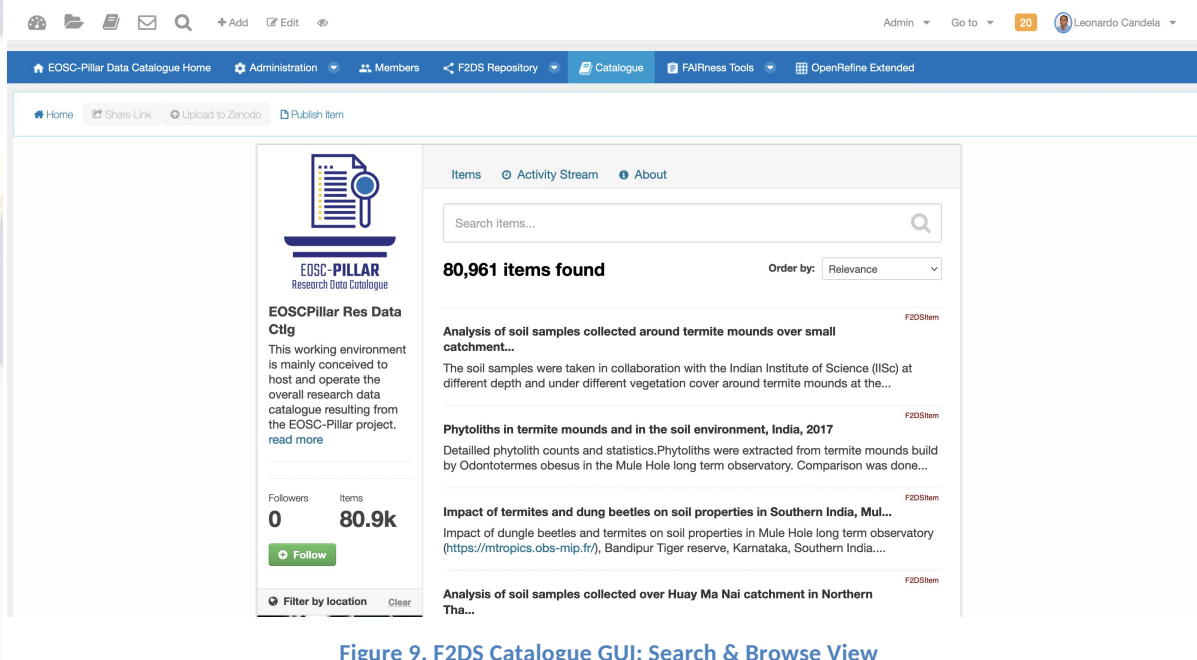 + Add Edit Admin Go to 20 Leonardo Candela
EOSC-Pillar Data Catalogue Home Administration Members F2DS Repository Catalogue FAIRness Tools OpenRefine Extended
Home Share Link Upload to Zenodo Publish Item
EOSC-PILLAR
Research Data Catalogue
EOSCPillar Res Data
Ctlg
This working environment
is mainly conceived to
host and operate the
overall research data
catalogue resulting from
the EOSC-Pillar project.
read more
Followers Items
0 80.9k
Follow
Filter by location Clear
Items Activity Stream About
Search items...
80,961 items found Order by: Relevance
F2DSItem
Analysis of soil samples collected around termite mounds over small
catchment...
The soil samples were taken in collaboration with the Indian Institute of Science (IISc) at
different depth and under different vegetation cover around termite mounds at the...
F2DSItem
Phytoliths in termite mounds and in the soil environment, India, 2017
Detailled phytolith counts and statistics.Phytoliths were extracted from termite mounds build
by Odontotermes obesus in the Mule Hole long term observatory. Comparison was done...
F2DSItem
Impact of termites and dung beetles on soil properties in Southern India, Mul...
Impact of dungle beetles and termites on soil properties in Mule Hole long term observatory
(https://mtropics.obs-mip.fr/), Bandipur Tiger reserve, Karnataka, Southern India....
F2DSItem
Analysis of soil samples collected over Huay Ma Nai catchment in Northern
Tha...
Figure 9. F2DS Catalogue GUI: Search & Browse View